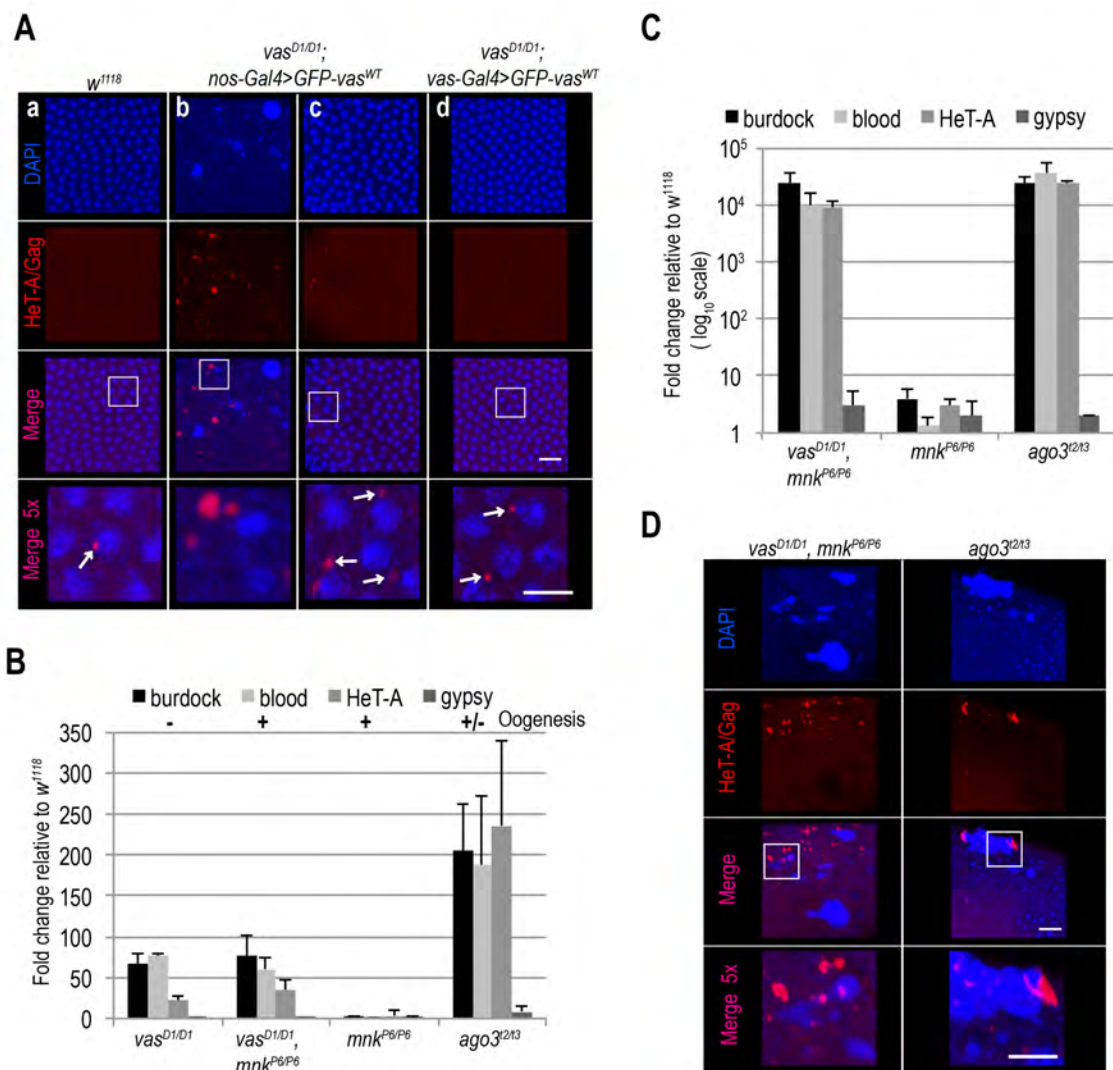 A
w1118
vasD1/D1;
nos-Gal4>GFP-vasWT
vasD1/D1;
vas-Gal4>GFP-vasWT
a
b
c
d
DAPI
HeT-A/Gag
Merge
Merge 5x
B
burdock blood HeT-A gypsy
- + + +/- Oogenesis
Fold change relative to w1118
350
300
250
200
150
100
50
0
vasD1/D1
vasD1/D1,
mnkP6/P6
mnkP6/P6
ago3t2/t3
C
burdock blood HeT-A gypsy
Fold change relative to w1118
( log10 scale)
105
104
103
102
10
1
vasD1/D1,
mnkP6/P6
mnkP6/P6
ago3t2/t3
D
vasD1/D1, mnkP6/P6
ago3t2/t3
DAPI
HeT-A/Gag
Merge
Merge 5x